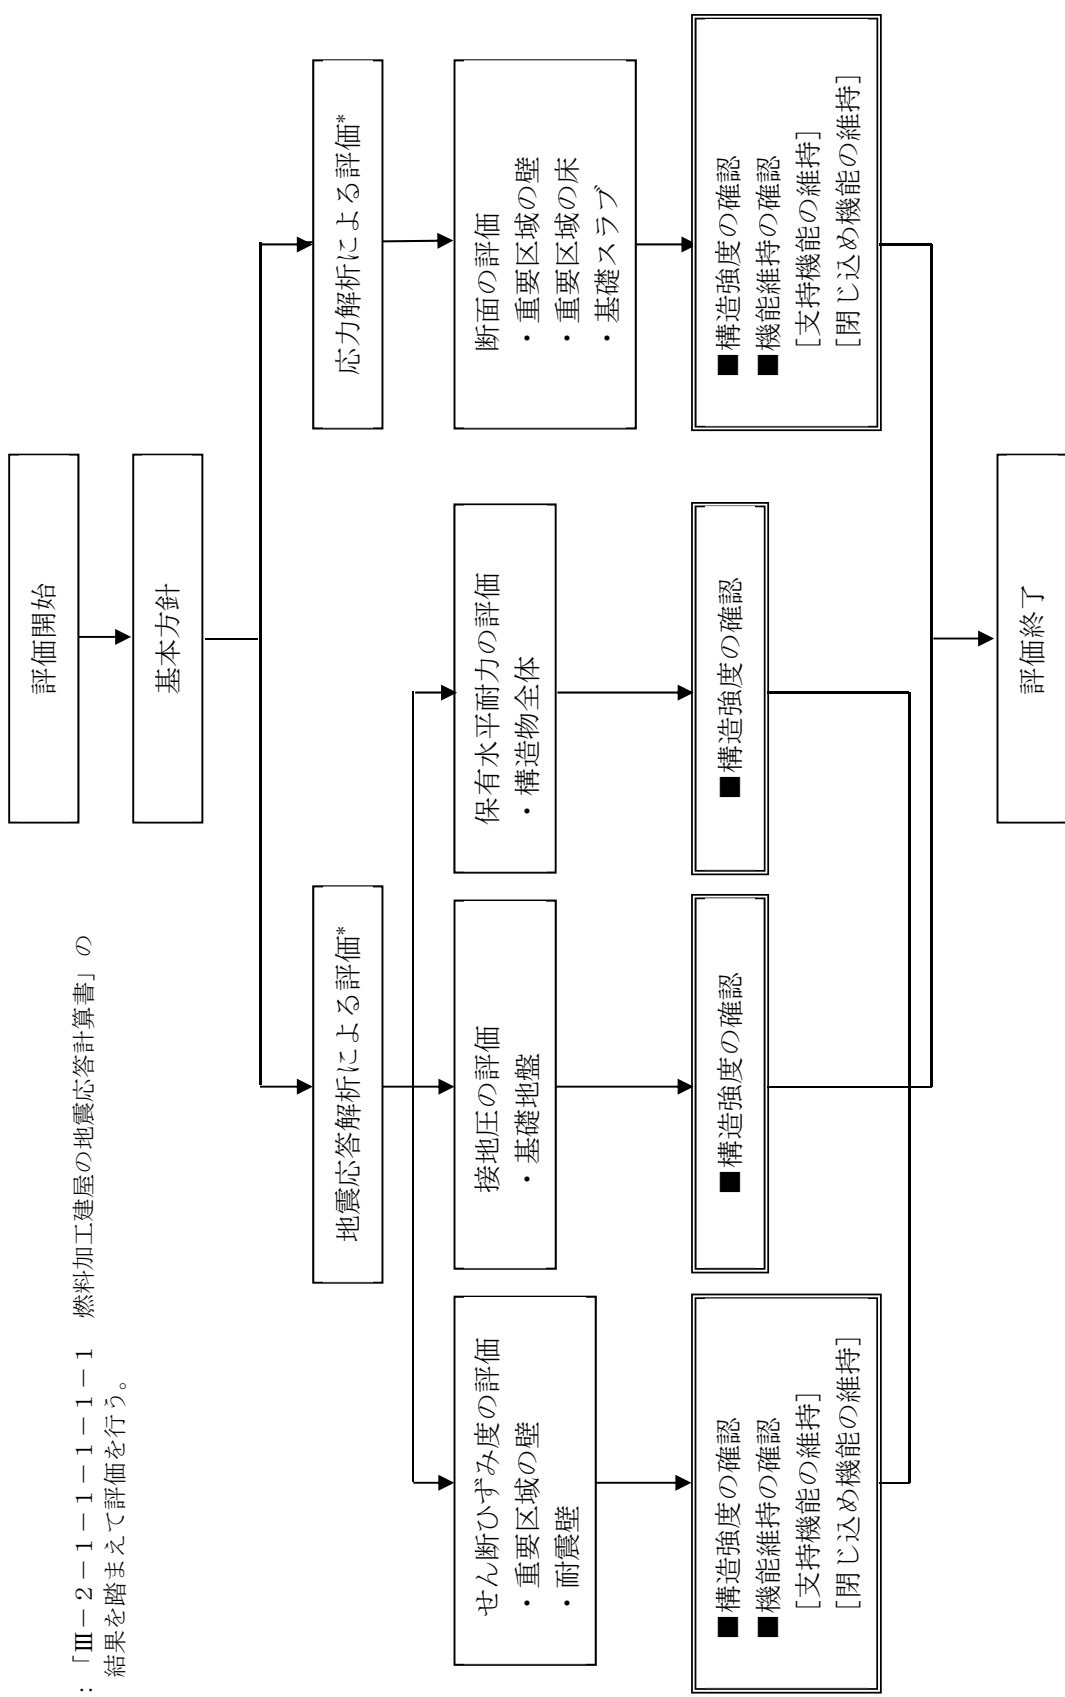 評価開始
基本方針
地震応答解析による評価*
応力解析による評価*
せん断ひずみ度の評価
・重要区域の壁
・耐震壁
接地圧の評価
・基礎地盤
保有水平耐力の評価
・構造物全体
断面の評価
・重要区域の壁
・重要区域の床
・基礎スラブ
■構造強度の確認
■機能維持の確認
[支持機能の維持]
[閉じ込め機能の維持]
■構造強度の確認
■構造強度の確認
■構造強度の確認
■機能維持の確認
[支持機能の維持]
[閉じ込め機能の維持]
評価終了
:「Ⅲ-2-1-1-1-1-1-1 燃料加工建屋の地震応答計算書」の
結果を踏まえて評価を行う。